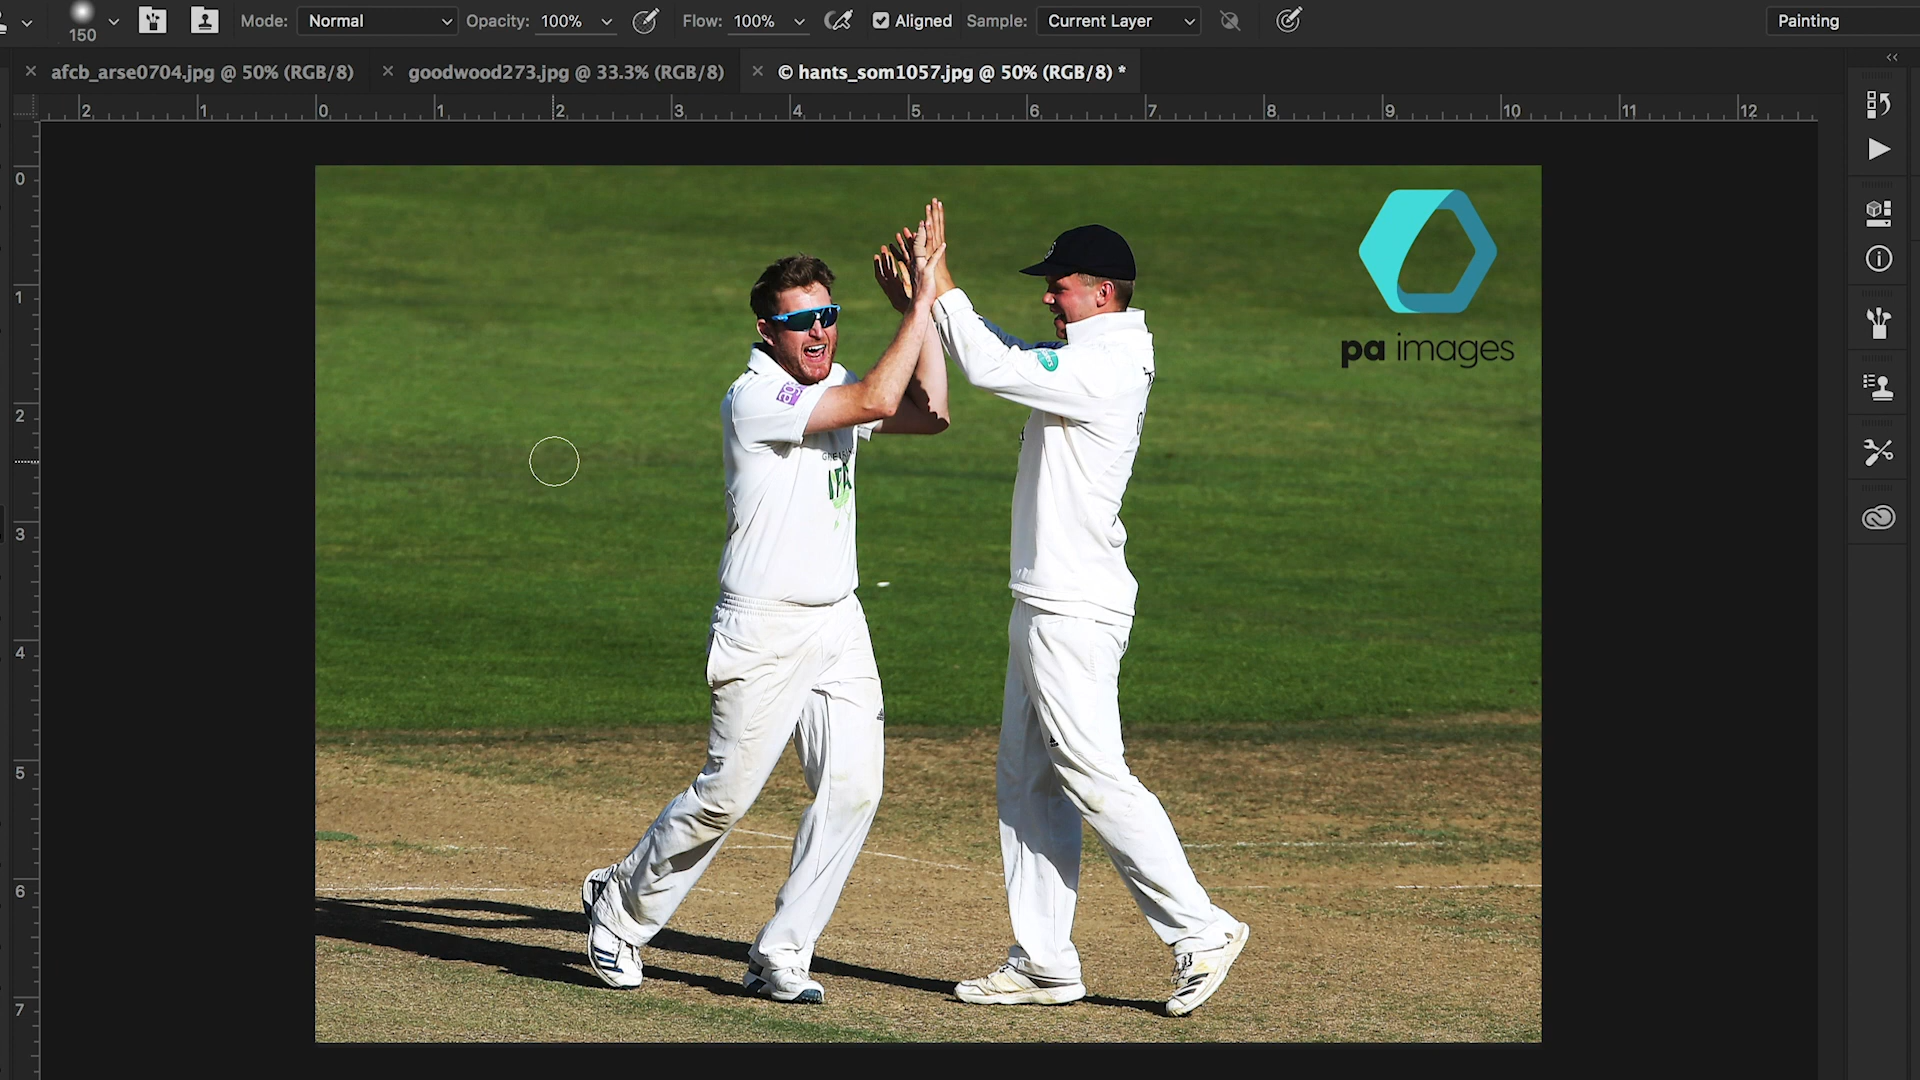 150
Mode: Normal Opacity: 100% Flow: 100% Aligned Sample: Current Layer Painting
afcb_arse0704.jpg @ 50% (RGB/8) goodwood273.jpg @ 33.3% (RGB/8) © hants_som1057.jpg @ 50% (RGB/8) *
2 1 0 1 2 3 4 5 6 7 8 9 10 11 12
0
1
2
3
4
5
6
7
pa images